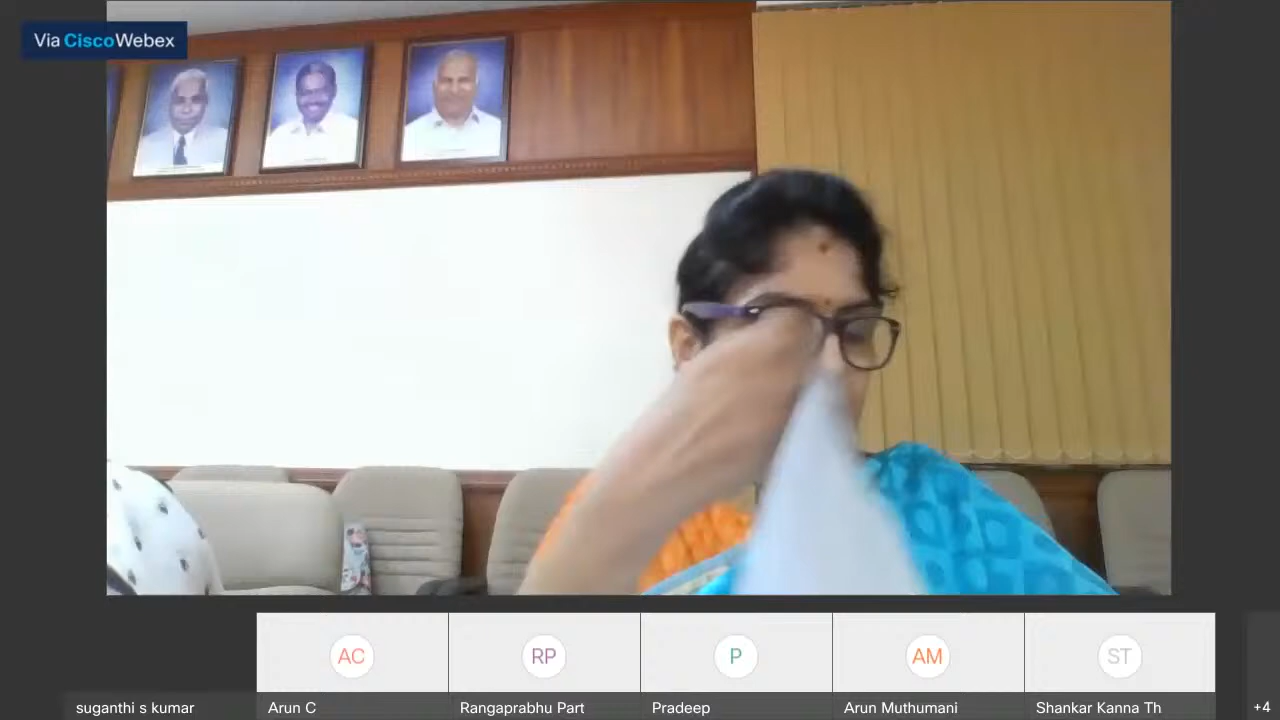 Via CiscoWebex
AC
RP
P
AM
ST
suganthi s kumar
Arun C
Rangaprabhu Part
Pradeep
Arun Muthumani
Shankar Kanna Th
+4